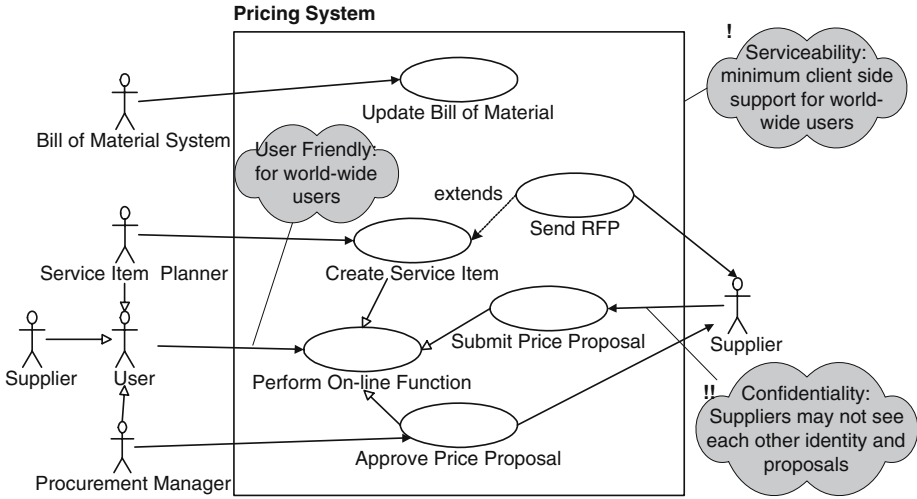 Pricing System
!
Serviceability:
minimum client side
support for world-
wide users
Update Bill of Material
Bill of Material System
User Friendly:
for world-wide
users
extends
Send RFP
Service Item Planner
Create Service Item
Supplier
User
Submit Price Proposal
Supplier
Perform On-line Function
!!
Confidentiality:
Suppliers may not see
each other identity and
proposals
Approve Price Proposal
Procurement Manager